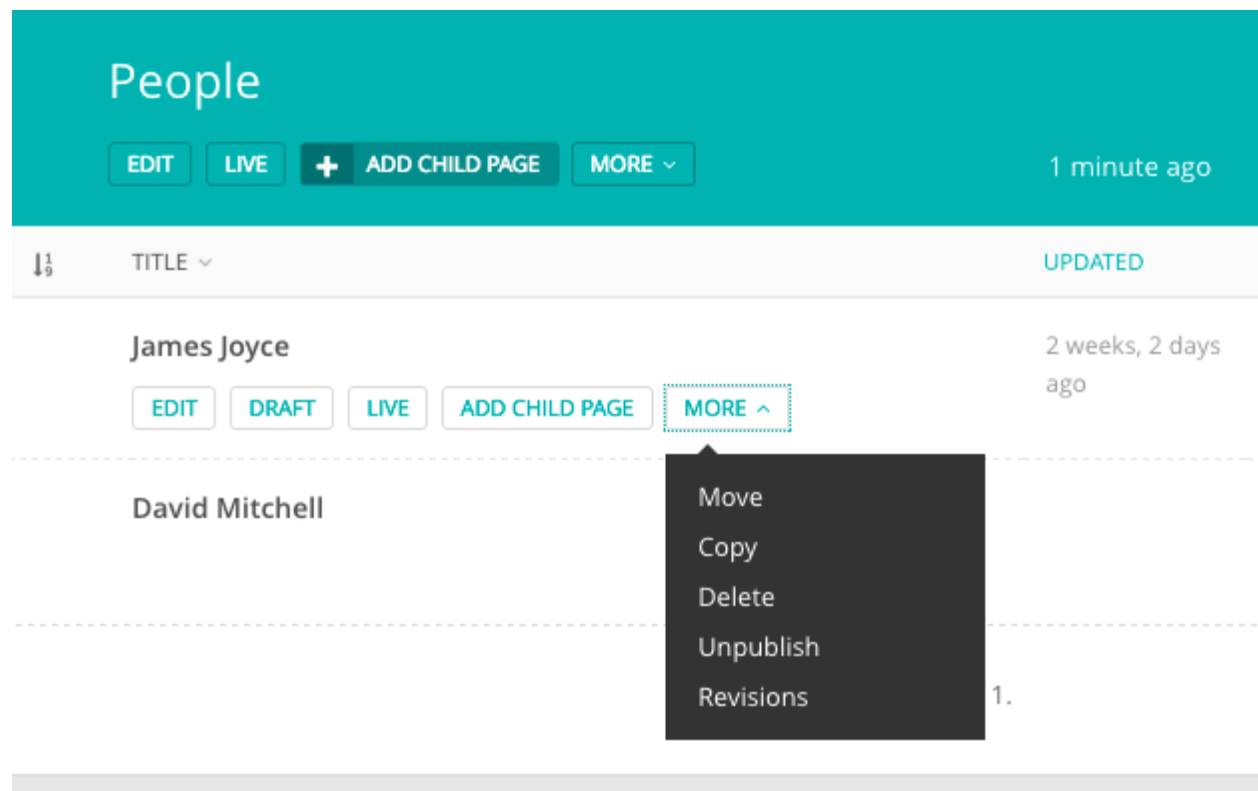 People
EDIT LIVE + ADD CHILD PAGE MORE 1 minute ago
TITLE UPDATED
James Joyce 2 weeks, 2 days
ago
EDIT DRAFT LIVE ADD CHILD PAGE MORE
David Mitchell
Move
Copy
Delete
Unpublish
Revisions
1.